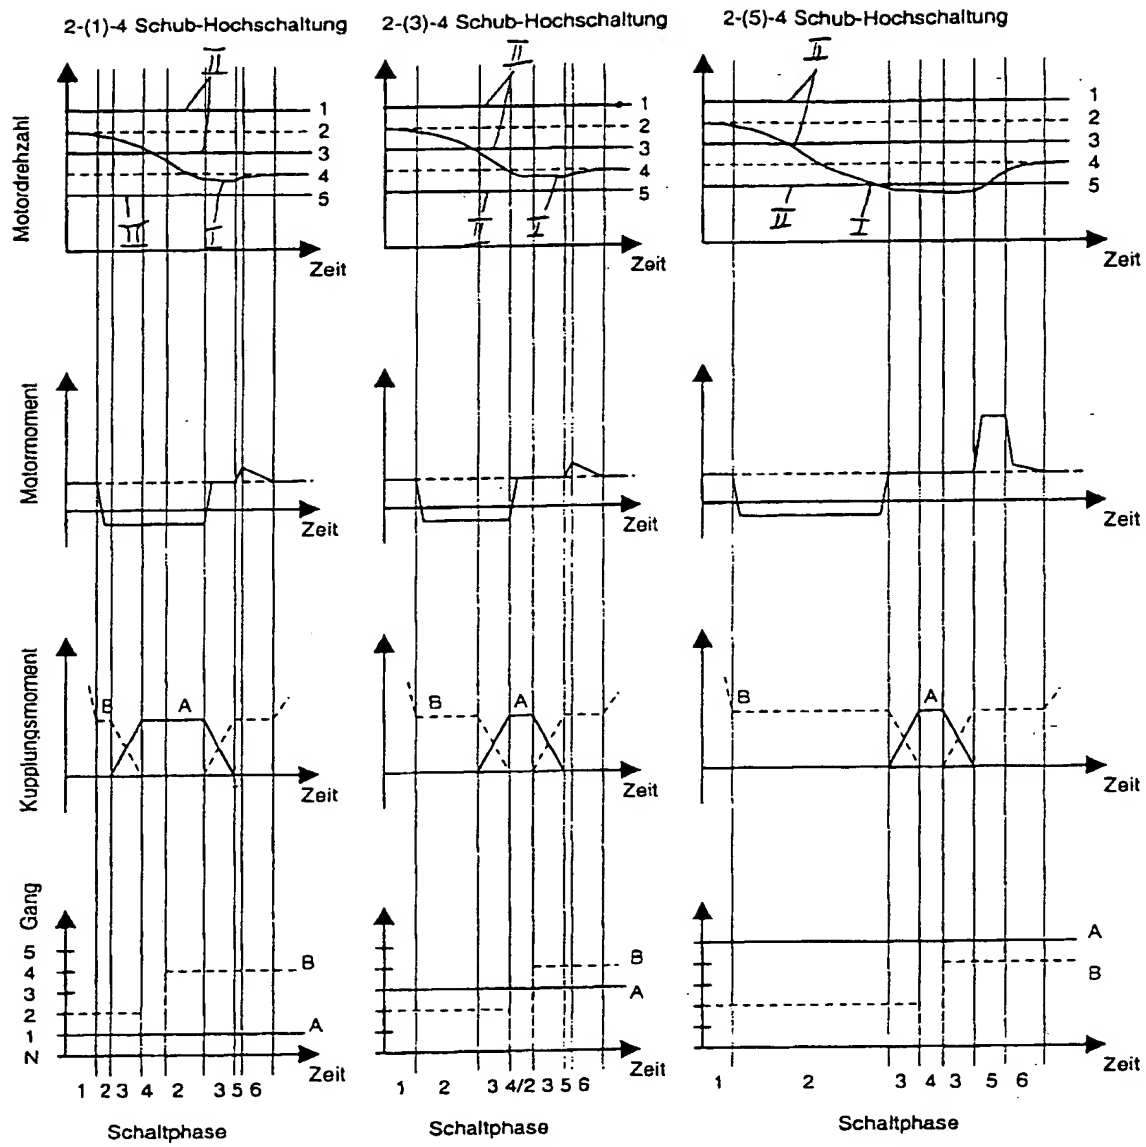 2-(1)-4 Schub-Hochschaltung
2-(3)-4 Schub-Hochschaltung
2-(5)-4 Schub-Hochschaltung
Motordrehzahl
II
1
2
3
4
5
II
I
Zeit
II
1
2
3
4
5
II
I
Zeit
II
1
2
3
4
5
II
I
Zeit
Motormoment
Zeit
Zeit
Zeit
Kupplungsmoment
B
A
Zeit
B
A
Zeit
B
A
Zeit
Gang
5
4
3
2
1
N
B
A
Zeit
B
A
Zeit
A
B
Zeit
1 2 3 4 2 3 5 6
1 2 3 4/2 3 5 6
1 2 3 4 3 5 6
Schaltphase
Schaltphase
Schaltphase